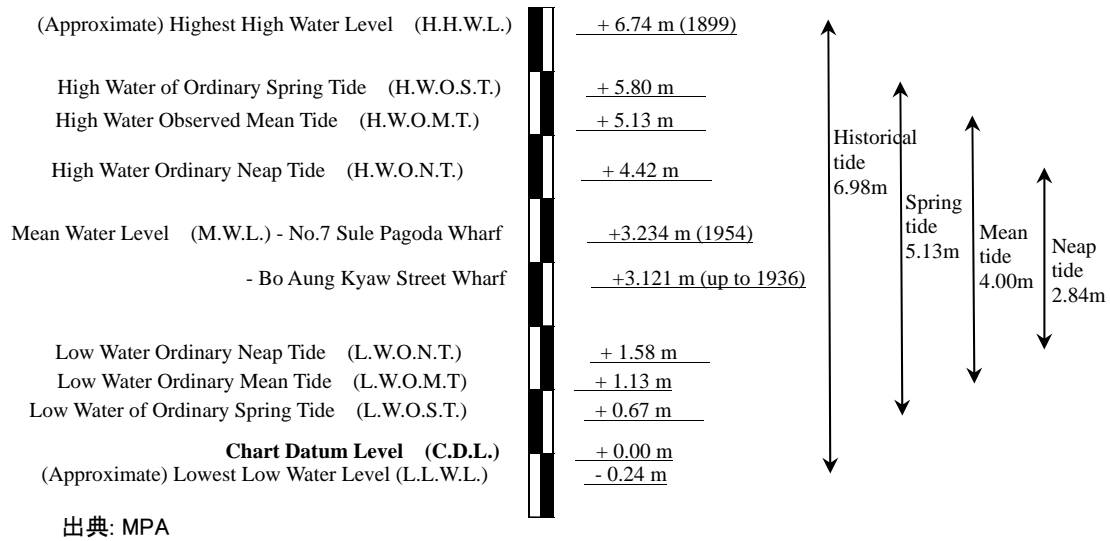 (Approximate) Highest High Water Level (H.H.W.L.) + 6.74 m (1899)
High Water of Ordinary Spring Tide (H.W.O.S.T.) + 5.80 m
High Water Observed Mean Tide (H.W.O.M.T.) + 5.13 m
High Water Ordinary Neap Tide (H.W.O.N.T.) + 4.42 m
Mean Water Level (M.W.L.) - No.7 Sule Pagoda Wharf +3.234 m (1954)
- Bo Aung Kyaw Street Wharf +3.121 m (up to 1936)
Low Water Ordinary Neap Tide (L.W.O.N.T.) + 1.58 m
Low Water Ordinary Mean Tide (L.W.O.M.T) + 1.13 m
Low Water of Ordinary Spring Tide (L.W.O.S.T.) + 0.67 m
Chart Datum Level (C.D.L.) + 0.00 m
(Approximate) Lowest Low Water Level (L.L.W.L.) - 0.24 m
Historical
tide
6.98m
Spring
tide
5.13m
Mean
tide
4.00m
Neap
tide
2.84m
出典: MPA